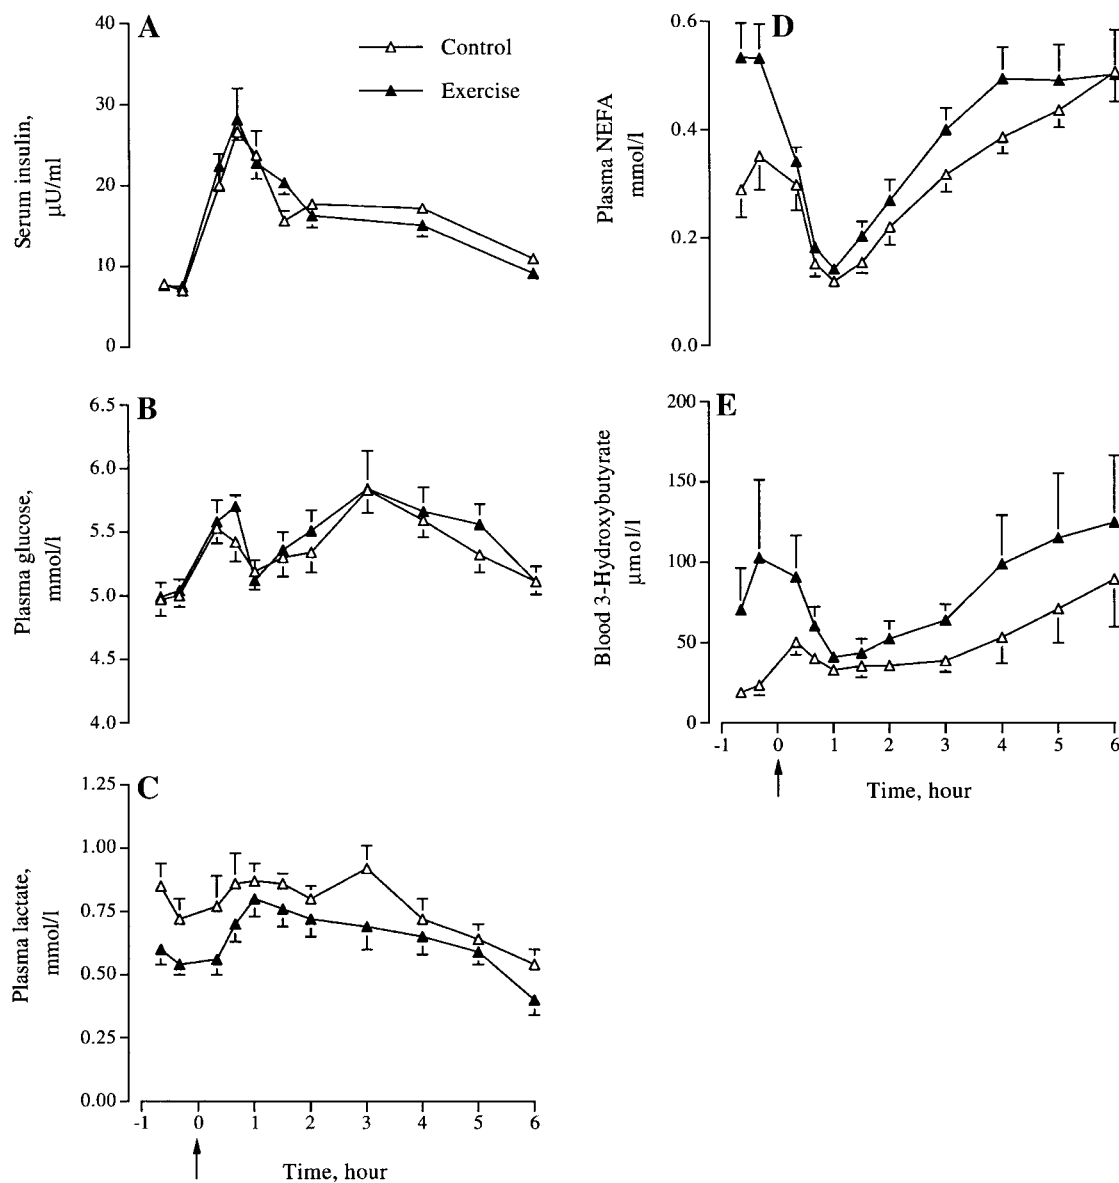 A
Control
Exercise
40
30
20
10
0
Serum insulin,
µU/ml
B
6.5
6.0
5.5
5.0
4.5
4.0
Plasma glucose,
mmol/l
C
1.25
1.00
0.75
0.50
0.25
0.00
Plasma lactate,
mmol/l
-1 0 1 2 3 4 5 6
Time, hour
D
0.6
0.4
0.2
0.0
Plasma NEFA
mmol/l
E
200
150
100
50
0
Blood 3-Hydroxybutyrate
µmol/l
-1 0 1 2 3 4 5 6
Time, hour